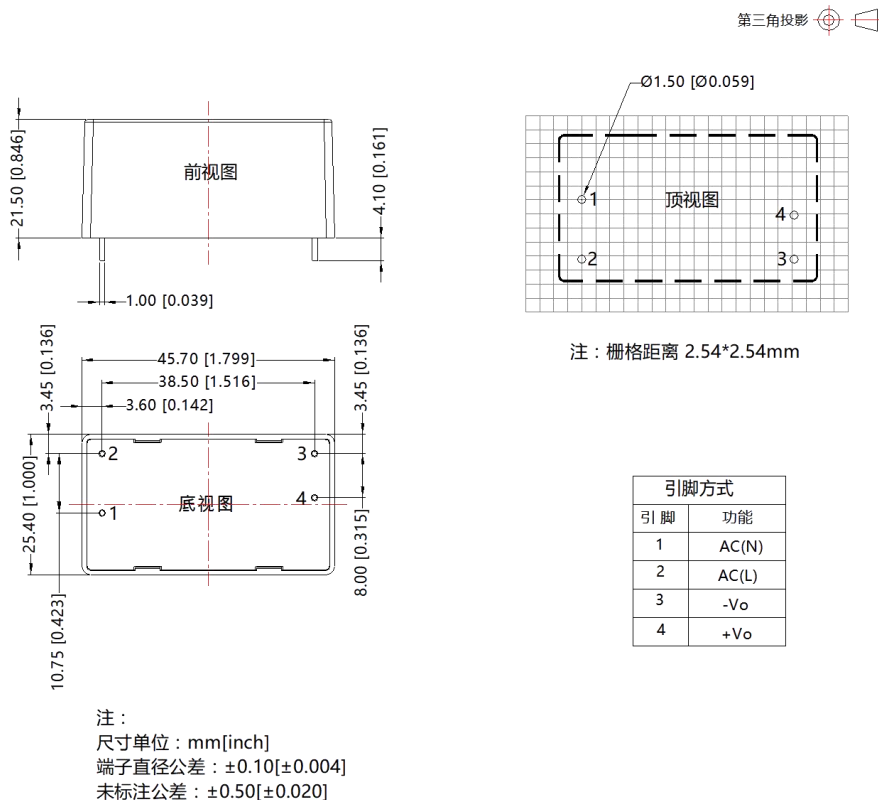 第三角投影
Ø1.50 [Ø0.059]
21.50 [0.846]
前视图
4.10 [0.161]
1.00 [0.039]
1
顶视图
4
2
3
注：栅格距离 2.54*2.54mm
3.45 [0.136]
45.70 [1.799]
38.50 [1.516]
3.60 [0.142]
3.45 [0.136]
2
3
25.40 [1.000]
底视图
4
1
8.00 [0.315]
10.75 [0.423]
引脚方式
引 脚 功能
1 AC(N)
2 AC(L)
3 -Vo
4 +Vo
注：
尺寸单位：mm[inch]
端子直径公差：±0.10[±0.004]
未标注公差：±0.50[±0.020]